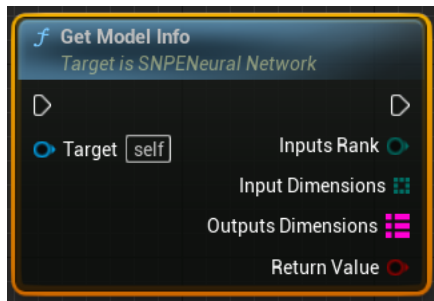 f Get Model Info
Target is SNPENeural Network
Target self
Inputs Rank
Input Dimensions
Outputs Dimensions
Return Value